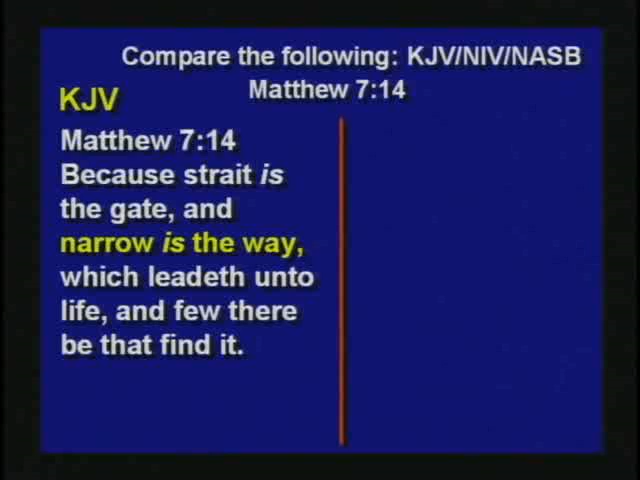 Compare the following: KJV/NIV/NASB
Matthew 7:14
KJV
Matthew 7:14
Because strait is
the gate, and
narrow is the way,
which leadeth unto
life, and few there
be that find it.